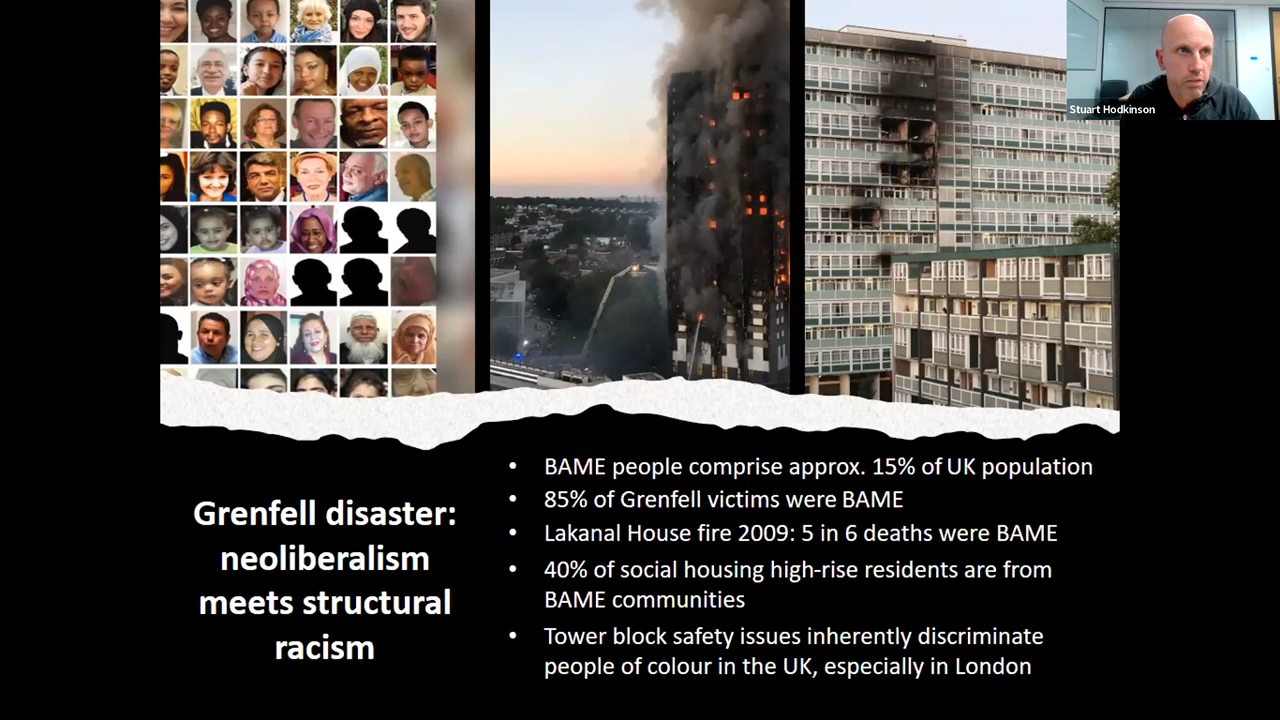 Stuart Hodkinson
Grenfell disaster:
neoliberalism
meets structural
racism
• BAME people comprise approx. 15% of UK population
• 85% of Grenfell victims were BAME
• Lakanal House fire 2009: 5 in 6 deaths were BAME
• 40% of social housing high-rise residents are from
BAME communities
• Tower block safety issues inherently discriminate
people of colour in the UK, especially in London